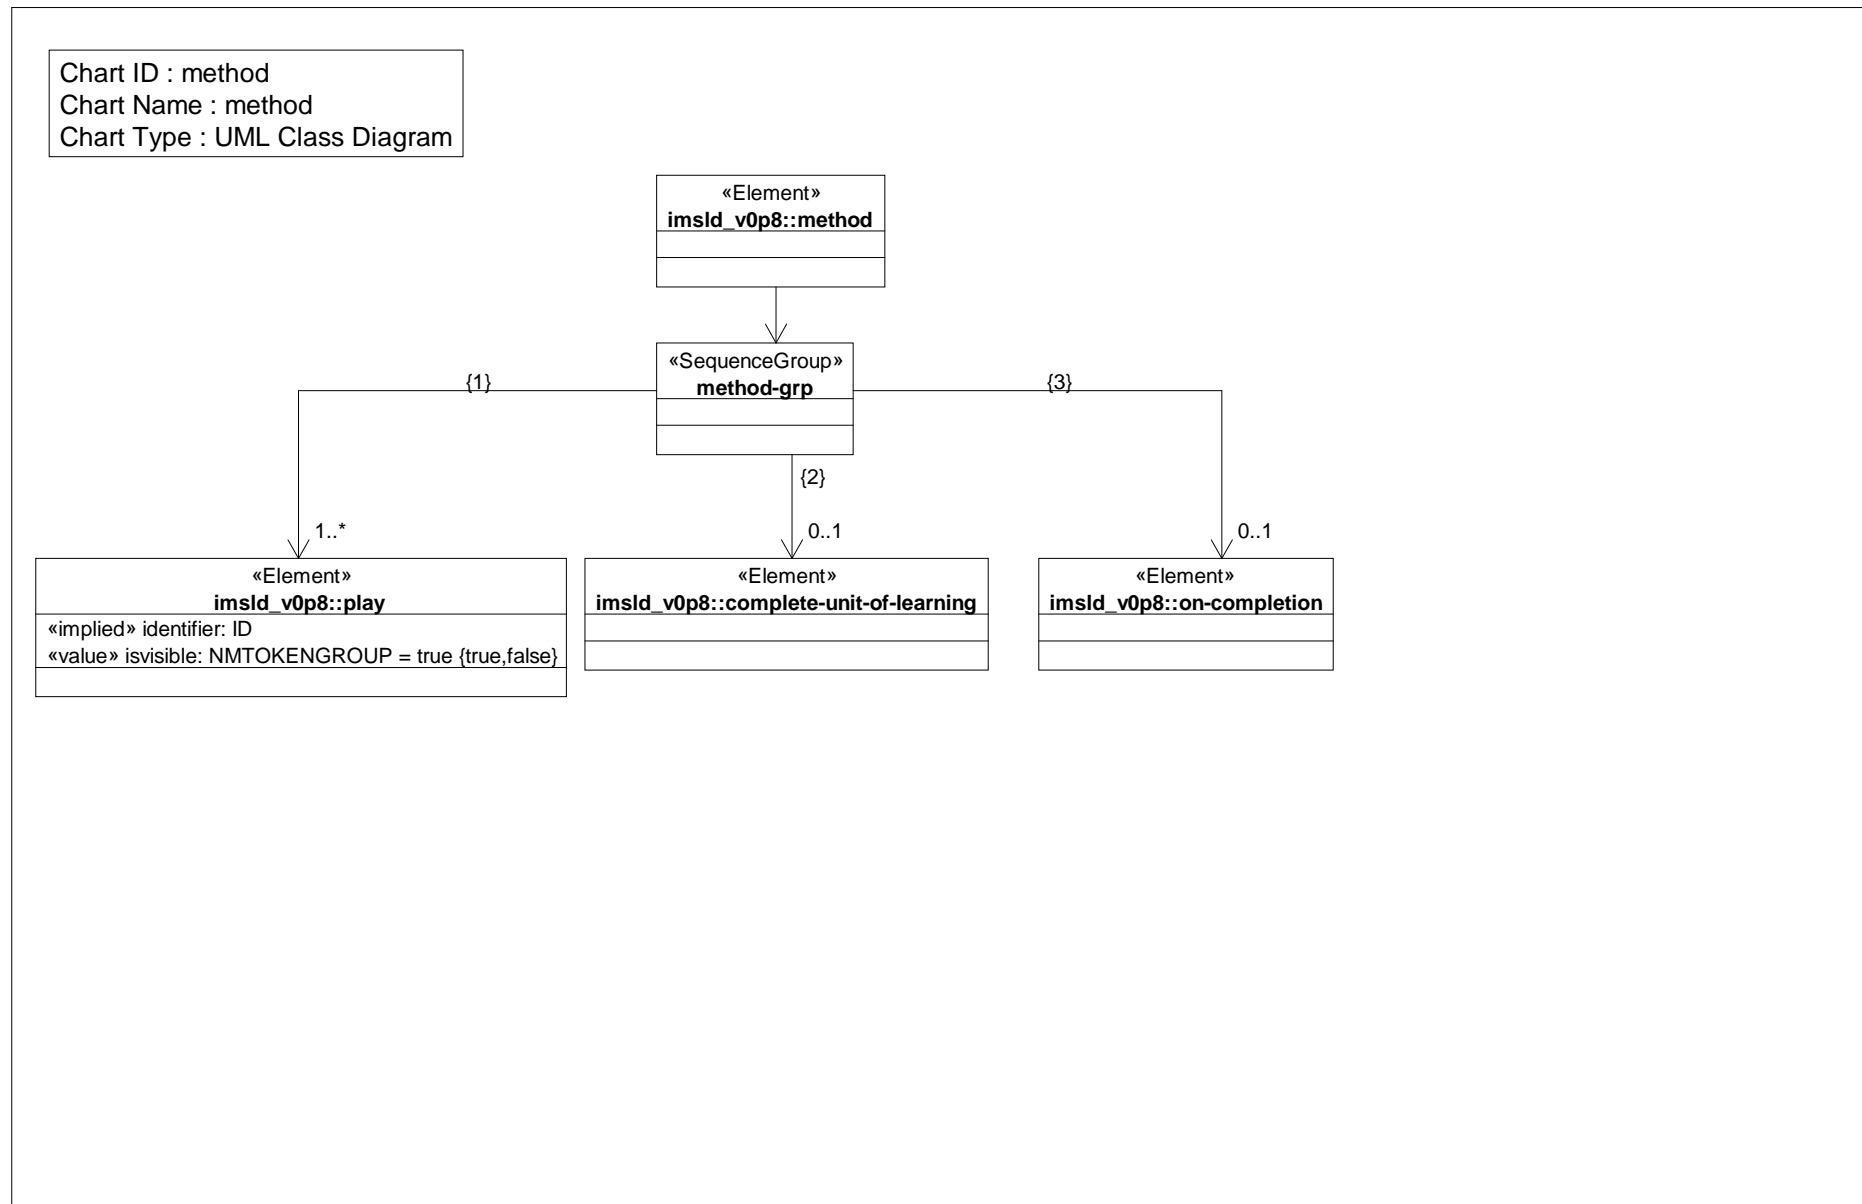 Chart ID : method
Chart Name : method
Chart Type : UML Class Diagram
«Element»
imsld_v0p8::method
«SequenceGroup»
method-grp
{1}
{3}
{2}
1..*
0..1
0..1
«Element»
imsld_v0p8::play
«implied» identifier: ID
«value» isvisible: NMTOKENGROUP = true {true,false}
«Element»
imsld_v0p8::complete-unit-of-learning
«Element»
imsld_v0p8::on-completion